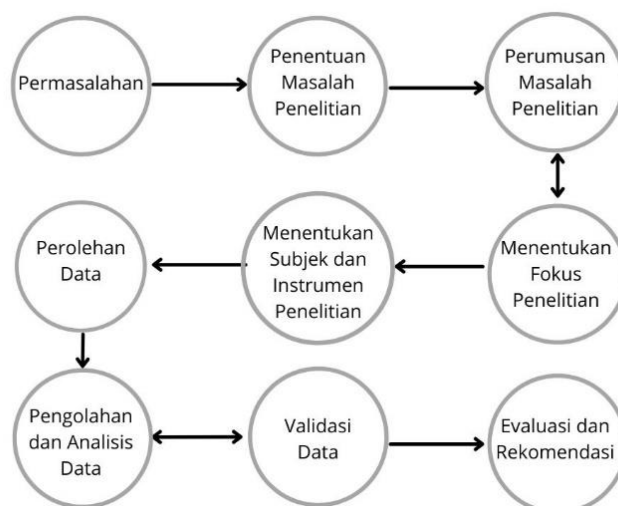 Permasalahan
Penentuan
Masalah
Penelitian
Perumusan
Masalah
Penelitian
Menentukan
Fokus
Penelitian
Menentukan
Subjek dan
Instrumen
Penelitian
Perolehan
Data
Pengolahan
dan Analisis
Data
Validasi
Data
Evaluasi dan
Rekomendasi